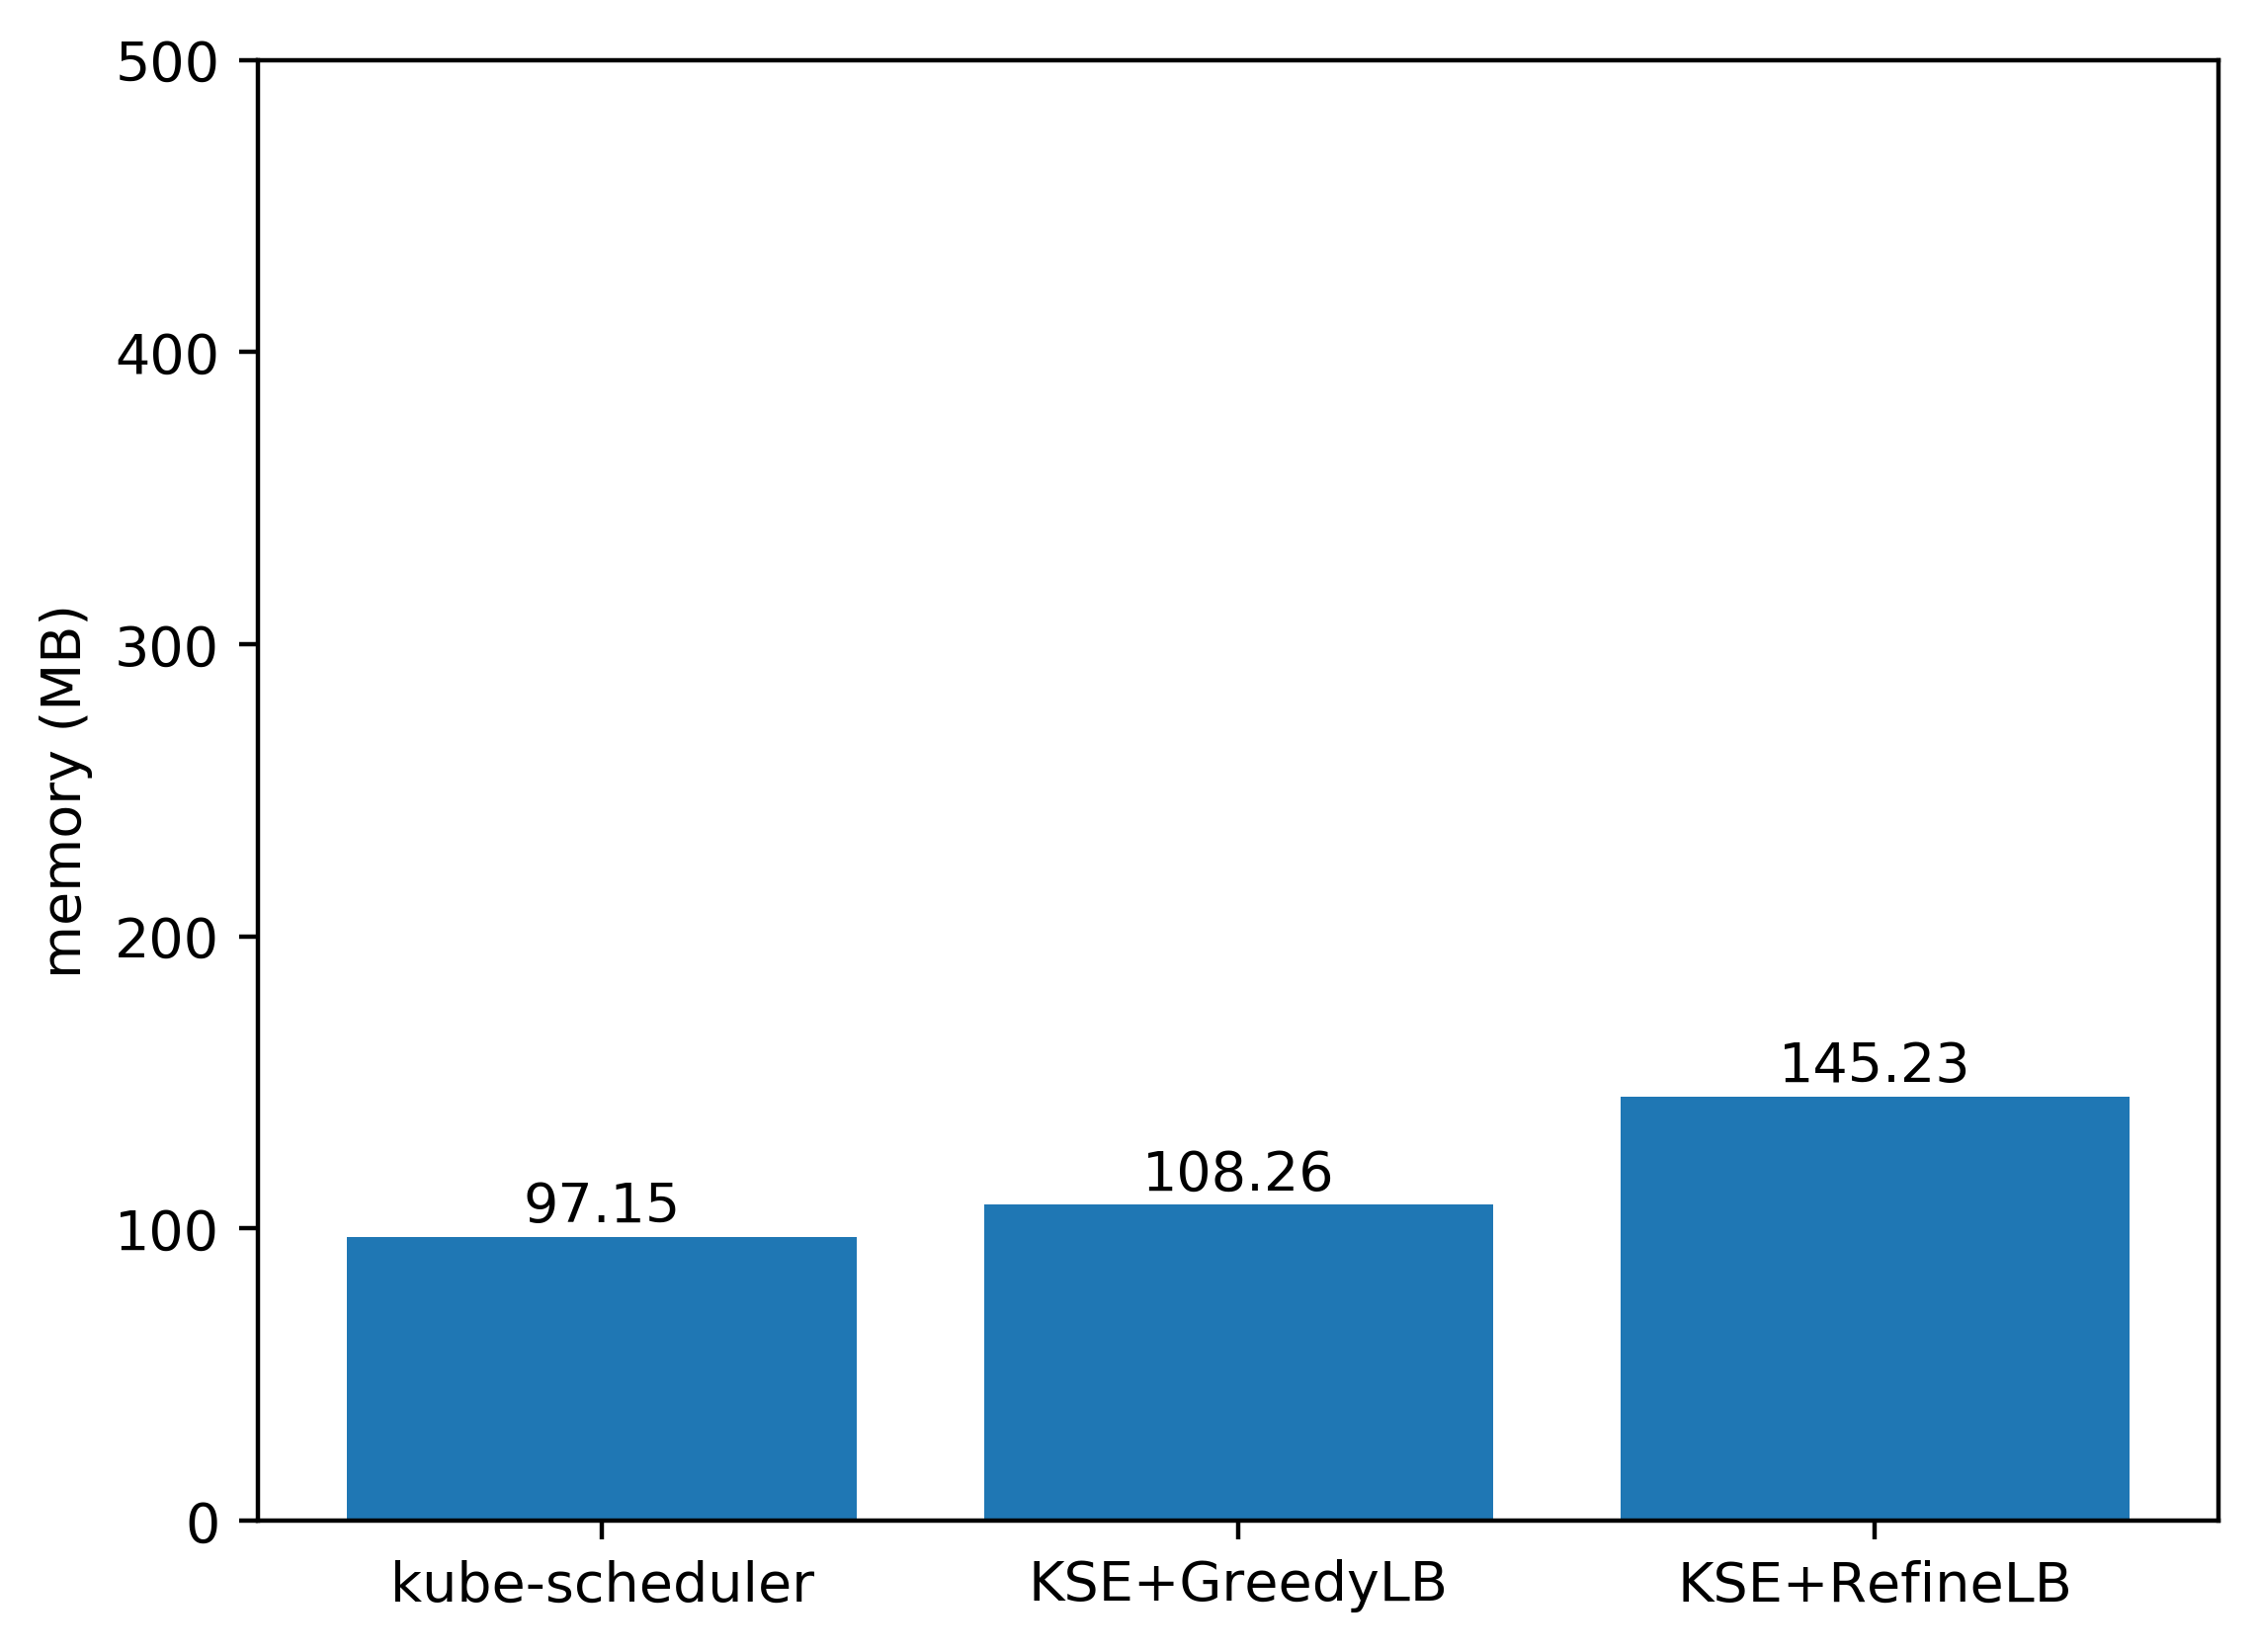 500
400
300
200
100
0
memory (MB)
97.15
108.26
145.23
kube-scheduler
KSE+GreedyLB
KSE+RefineLB